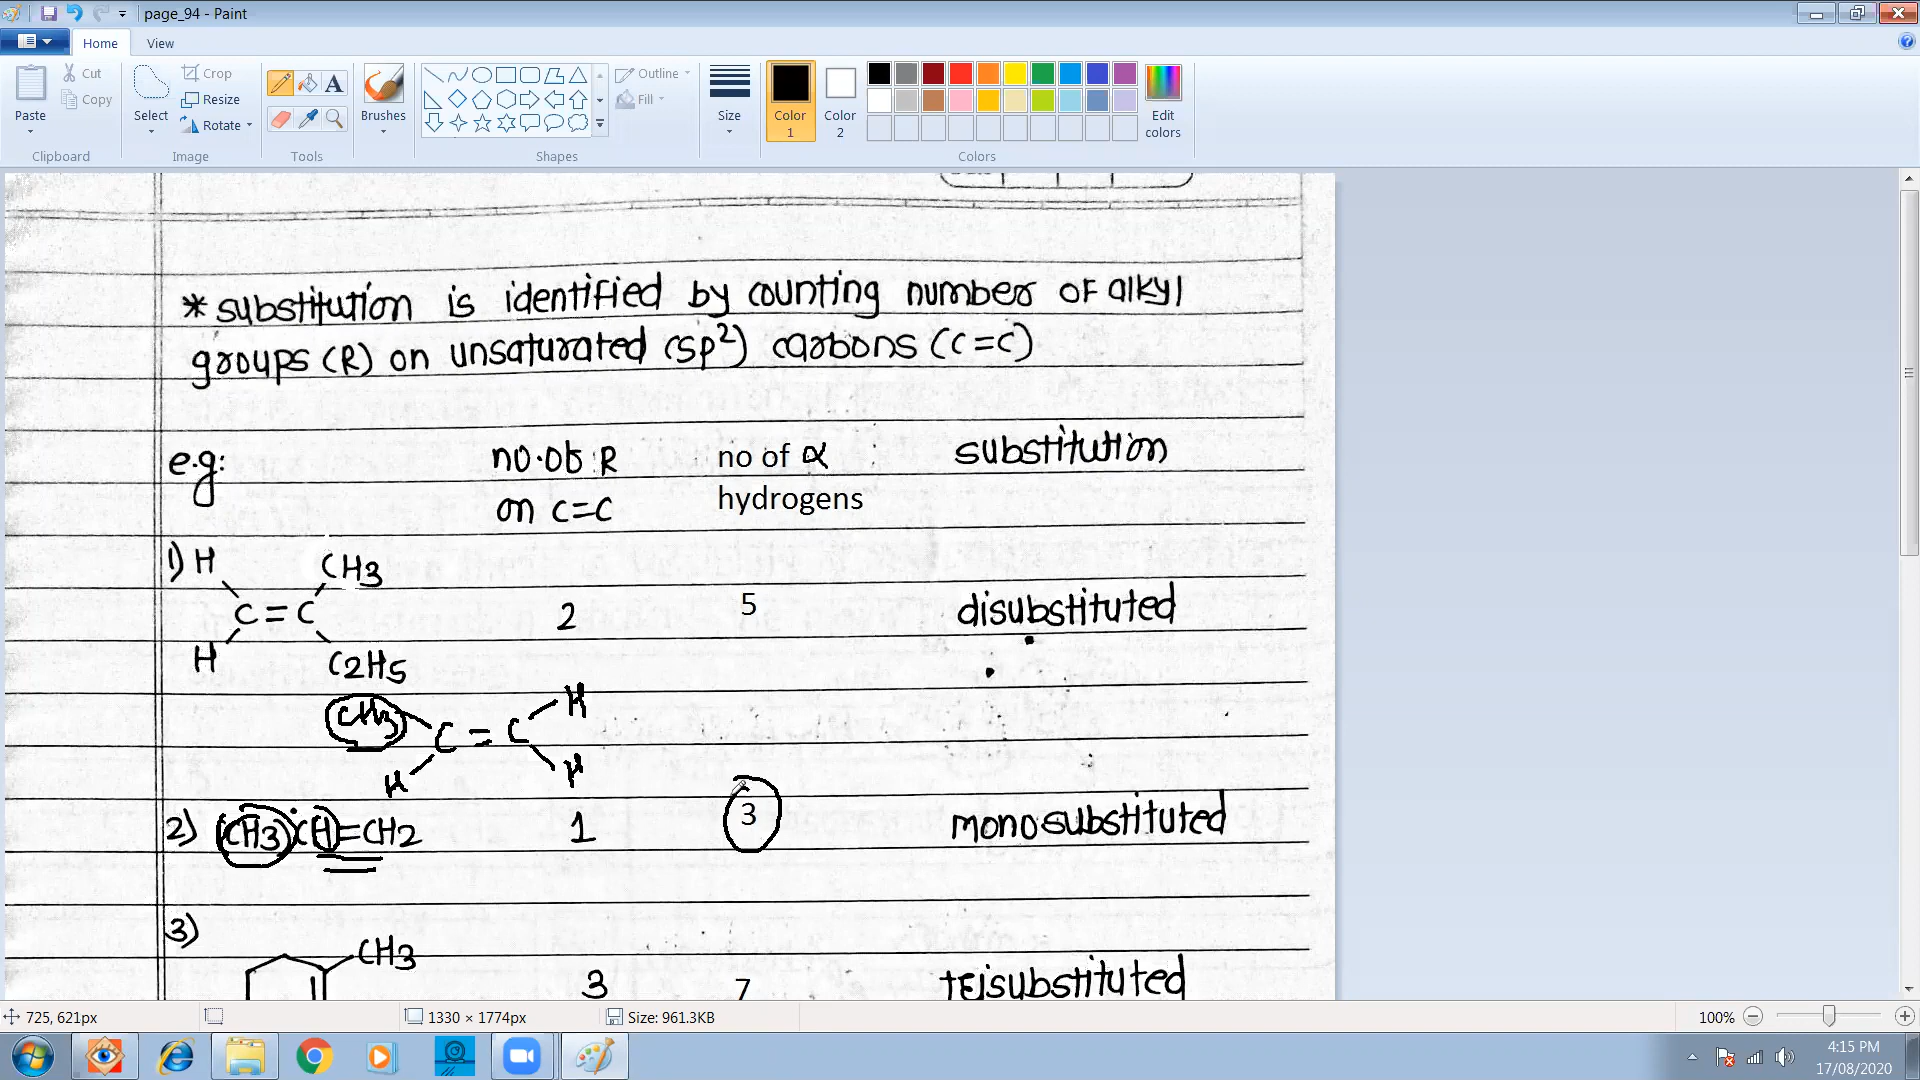 page_94 - Paint
Home
View
Paste
Cut
Copy
Clipboard
Select
Crop
Resize
Rotate
Image
Tools
Brushes
Shapes
Outline
Fill
Size
Color
1
Color
2
Edit
colors
Colors
* substitution is identified by counting number of alkyl
groups (R) on unsaturated (sp²) carbons (C=C)
e.g:
no. of R
on C=C
no of α
hydrogens
substitution
1) H CH3
C = C
H C2H5
2
5
disubstituted
CH3 H
C = C
H H
2) (CH3) CH=CH2
1
3
monosubstituted
3)
CH3
3
7
trisubstituted
725, 621px
1330 × 1774px
Size: 961.3KB
100%
4:15 PM
17/08/2020